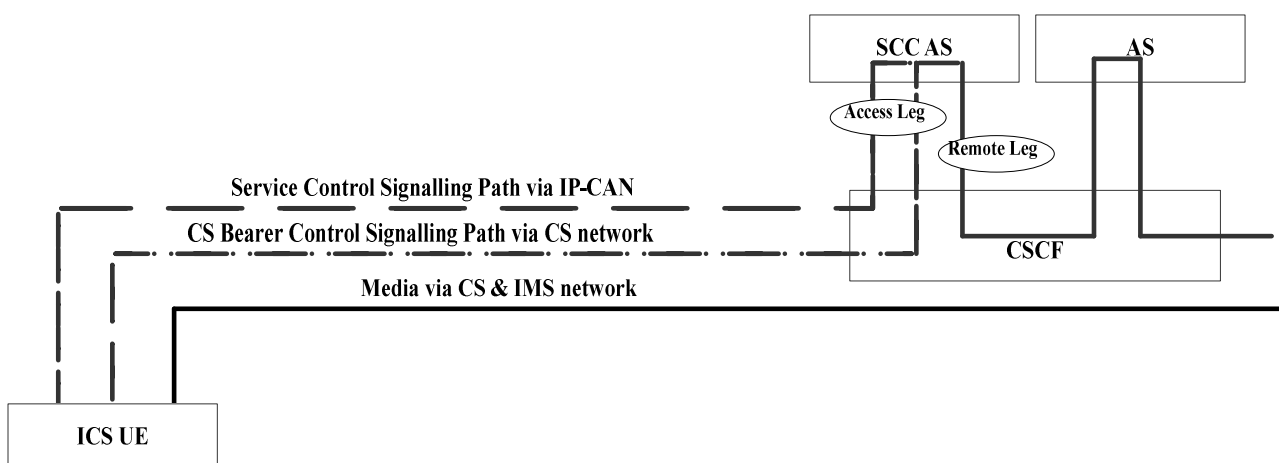 SCC AS
AS
Access Leg
Remote Leg
Service Control Signalling Path via IP-CAN
CS Bearer Control Signalling Path via CS network
CSCF
Media via CS & IMS network
ICS UE